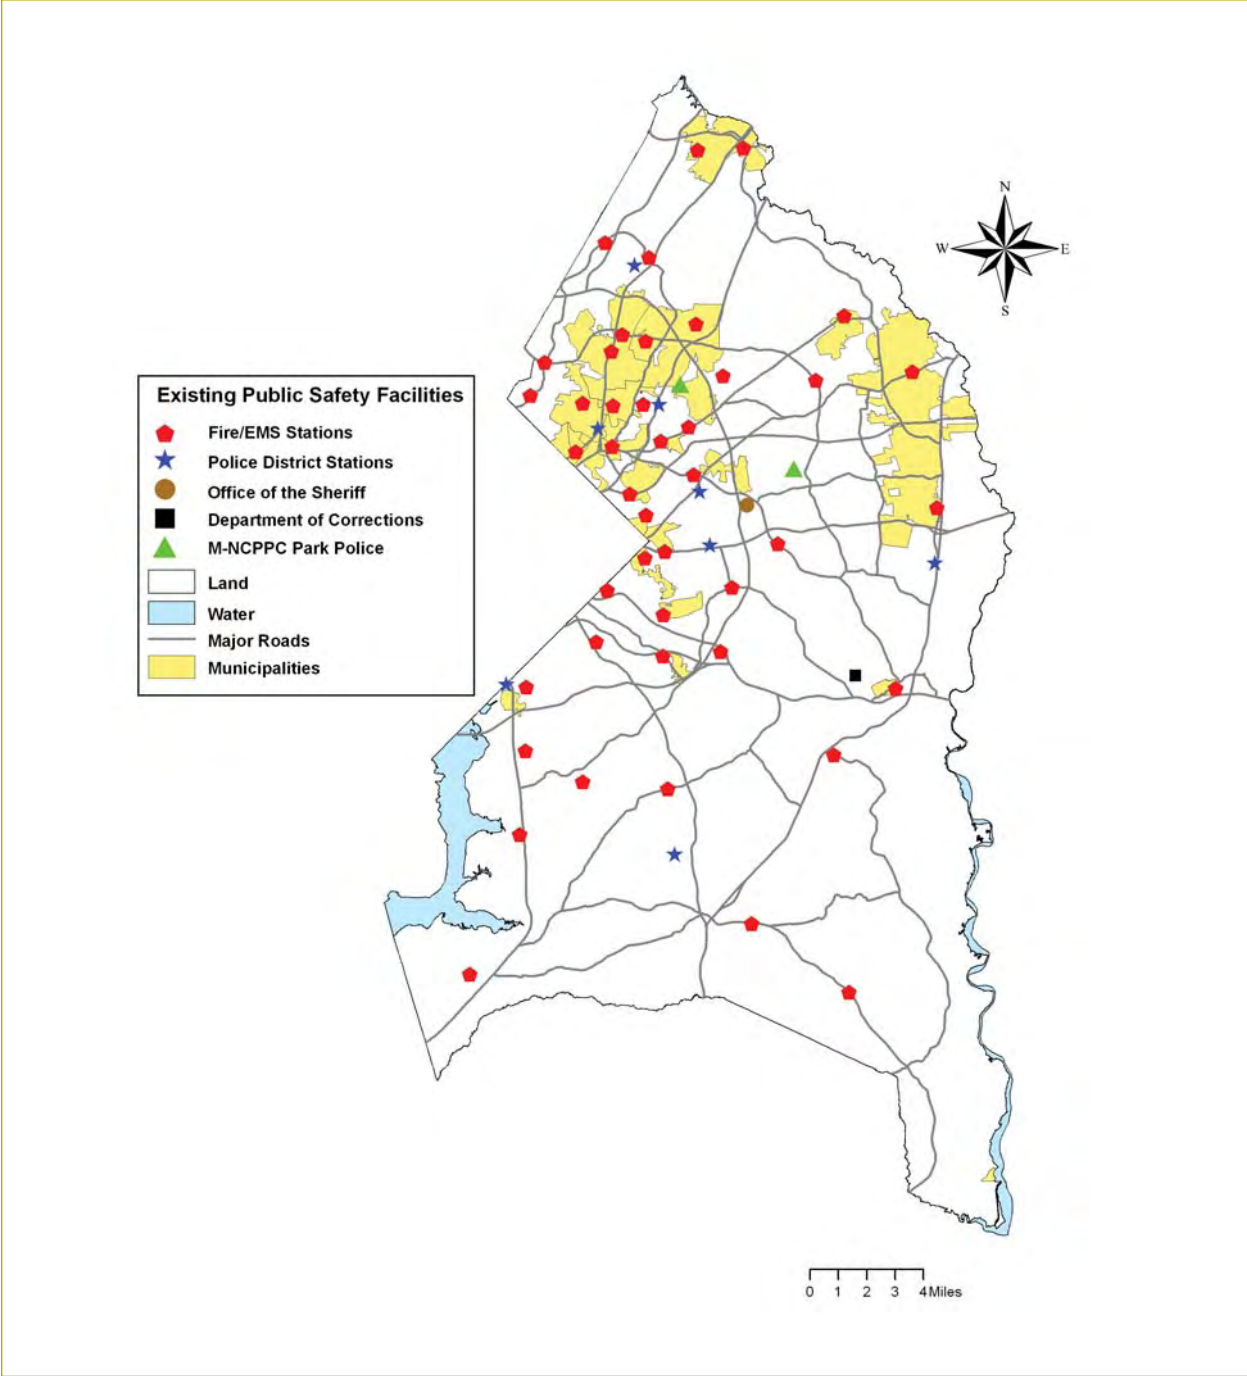 N
W
E
S
Existing Public Safety Facilities
Fire/EMS Stations
Police District Stations
Office of the Sheriff
Department of Corrections
M-NCPPC Park Police
Land
Water
Major Roads
Municipalities
0 1 2 3 4 Miles